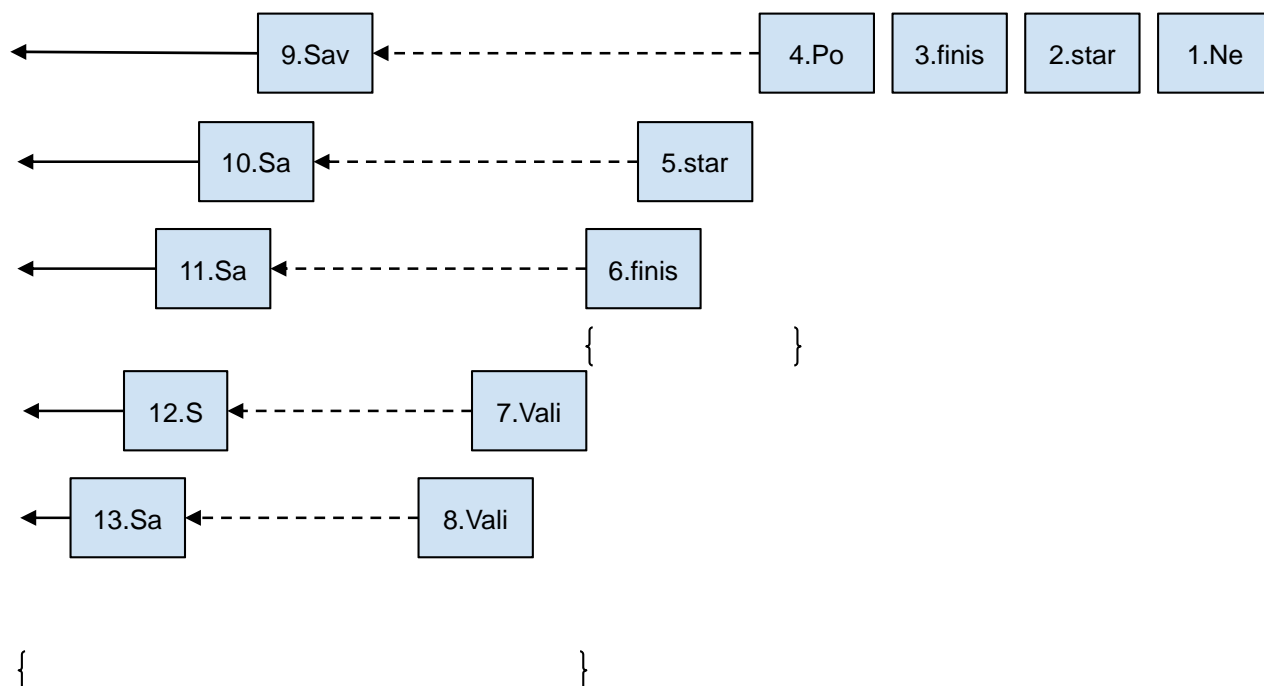 9.Sav 4.Po 3.finis 2.star 1.Ne
10.Sa 5.star
11.Sa 6.finis
{ }
12.S 7.Vali
13.Sa 8.Vali
{ }